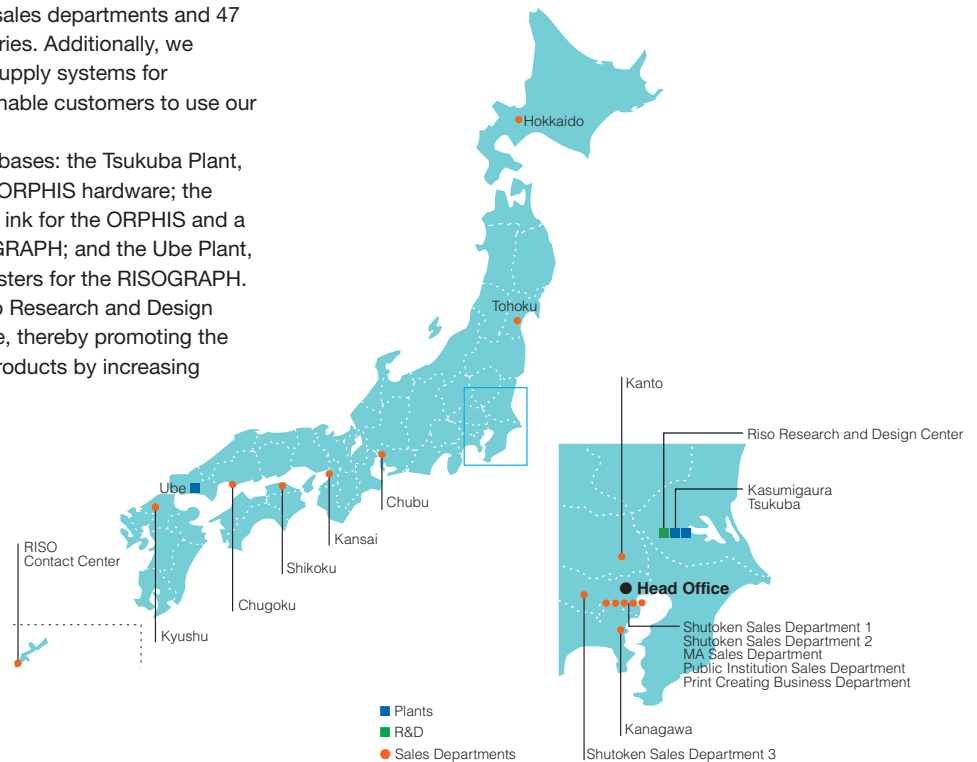 sales departments and 47
ries. Additionally, we
upply systems for
nable customers to use our
bases: the Tsukuba Plant,
ORPHIS hardware; the
ink for the ORPHIS and a
GRAPH; and the Ube Plant,
sters for the RISOGRAPH.
o Research and Design
e, thereby promoting the
roducts by increasing
Hokkaido
Tohoku
Kanto
Riso Research and Design Center
Kasumigaura
Tsukuba
Ube
Chubu
Kansai
Shikoku
Chugoku
Kyushu
RISO
Contact Center
Head Office
Shutoken Sales Department 1
Shutoken Sales Department 2
MA Sales Department
Public Institution Sales Department
Print Creating Business Department
Kanagawa
Shutoken Sales Department 3
Plants
R&D
Sales Departments